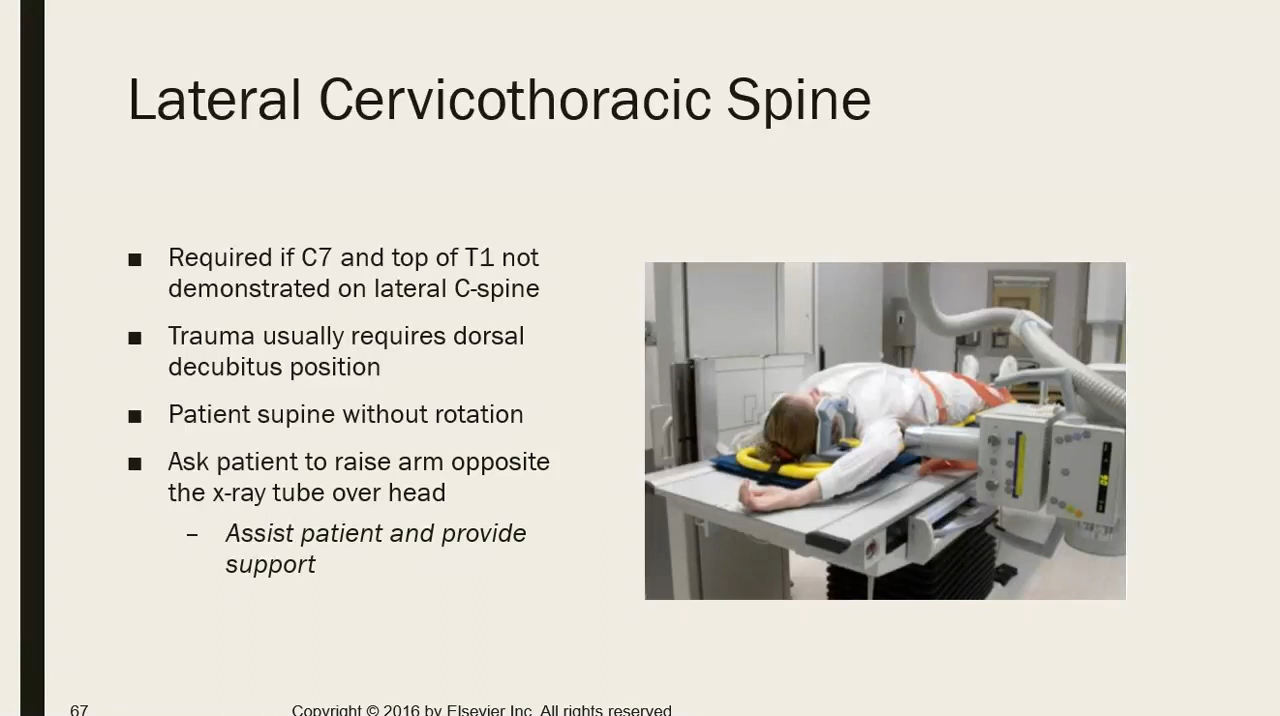 Lateral Cervicothoracic Spine
■ Required if C7 and top of T1 not
demonstrated on lateral C-spine
■ Trauma usually requires dorsal
decubitus position
■ Patient supine without rotation
■ Ask patient to raise arm opposite
the x-ray tube over head
– Assist patient and provide
support
67 Copyright © 2016 by Elsevier Inc. All rights reserved